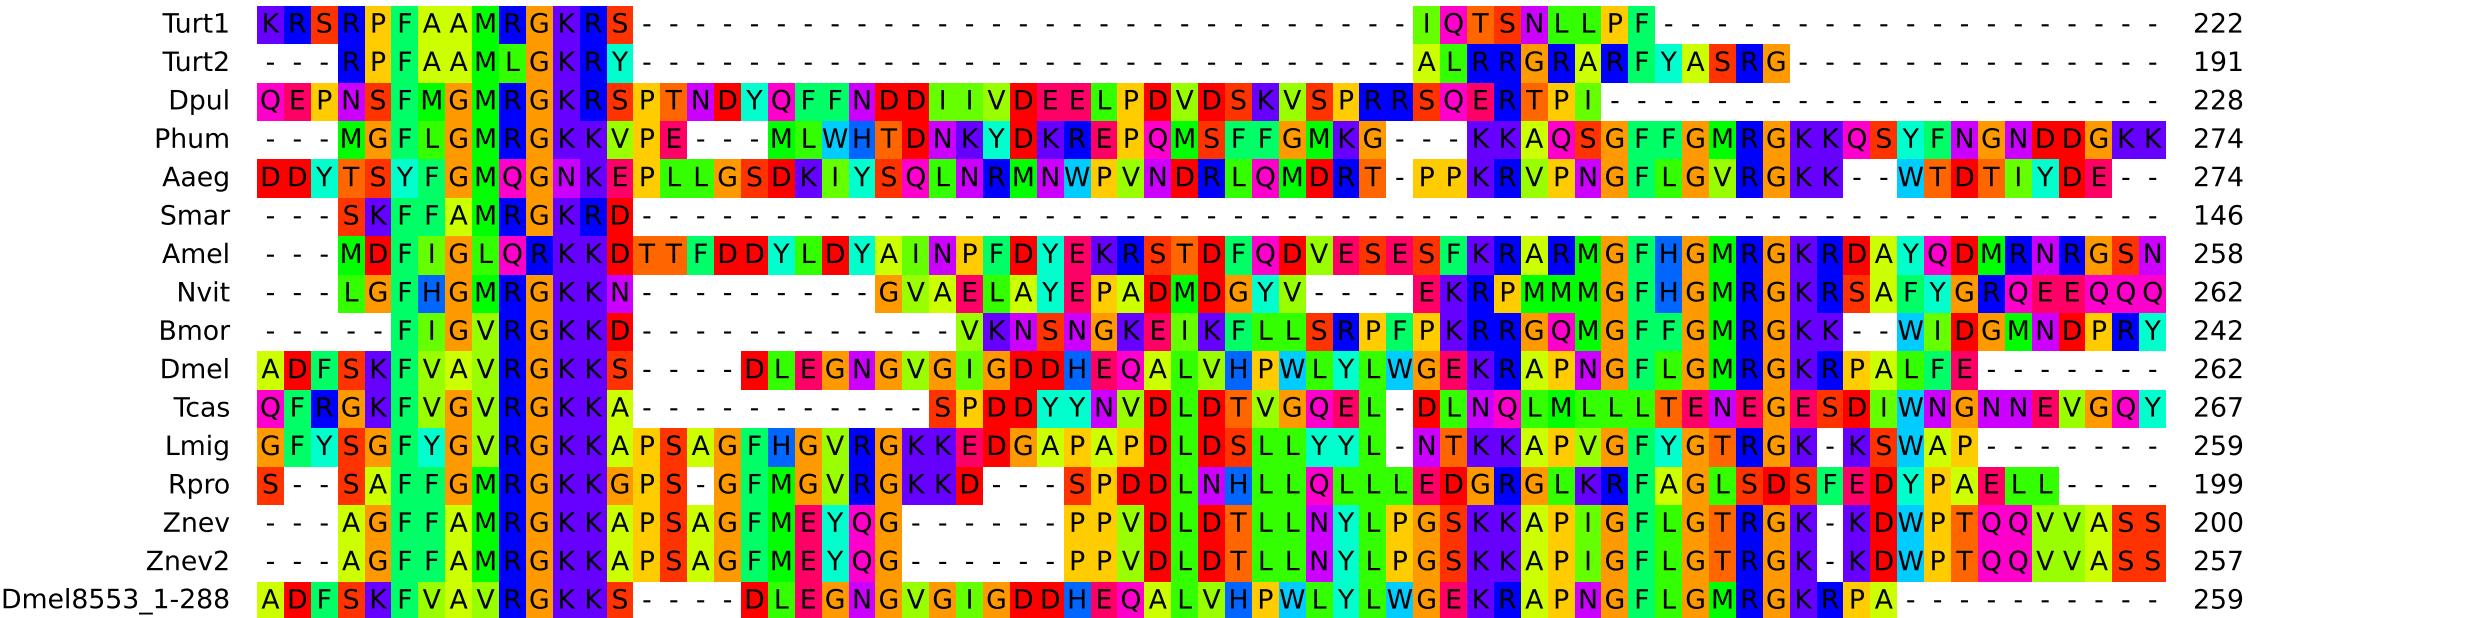 Turt1 KRSRPFAAMRGKRS-----------------------------IQTSNLLPF------------------- 222
Turt2 ---RPFAAMLGKRY-----------------------------ALRRGRARFYASRG-------------- 191
Dpul QEPNSFMGMRGKRSPTNDYQFFNDDIIVDEELPDVDSKVSPRRSQERTPI--------------------- 228
Phum ---MGFLGMRGKKVPE---MLWHTDNKYDKREPQMSFFGMKG---KKAQSGFFGMRGKKQSYFNGNDDGKK 274
Aaeg DDYTSYFGMQGNKEPLLGSDKIYSQLNRMNWPVNDRLQMDRT-PPKRVPNGFLGVRGKK--WTDTIYDE-- 274
Smar ---SKFFAMRGKRD--------------------------------------------------------- 146
Amel ---MDFIGLQRKKDTTFDDYLDYAINPFDYEKRSTDFQDVESESFKRARMGFHGMRGKRDAYQDMRNRGSN 258
Nvit ---LGFHGMRGKKN---------GVAELAYEPADMDGYV----EKRPMMMGFHGMRGKRSAFYGRQEEQQQ 262
Bmor -----FIGVRGKKD------------VKNSNGKEIKFLLSRPFPKRRGQMGFFGMRGKK--WIDGMNDPRY 242
Dmel ADFSKFVAVRGKKS----DLEGNGVGIGDDHEQALVHPWLYLWGEKRAPNGFLGMRGKRPALFE------- 262
Tcas QFRGKFVGVRGKKA-----------SPDDYYNVDLDTVGQEL-DLNQLMLLLTENEGESDIWNGNNEVGQY 267
Lmig GFYSGFYGVRGKKAPSAGFHGVRGKKEDGAPAPDLDSLLYYL-NTKKAPVGFYGTRGK-KSWAP------- 259
Rpro S--SAFFGMRGKKGPS-GFMGVRGKKD---SPDDLNHLLQLLLEDGRGLKRFAGLSDSFEDYPAELL---- 199
Znev ---AGFFAMRGKKAPSAGFMEYQG------PPVDLDTLLNYLPGSKKAPIGFLGTRGK-KDWPTQQVVASS 200
Znev2 ---AGFFAMRGKKAPSAGFMEYQG------PPVDLDTLLNYLPGSKKAPIGFLGTRGK-KDWPTQQVVASS 257
Dmel8553_1-288 ADFSKFVAVRGKKS----DLEGNGVGIGDDHEQALVHPWLYLWGEKRAPNGFLGMRGKRPA---------- 259